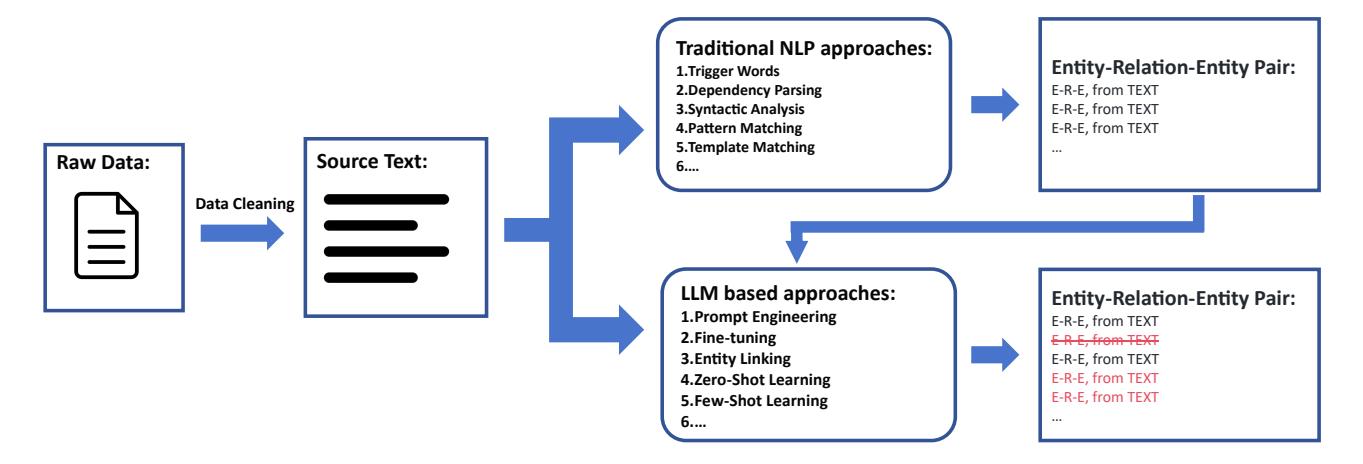 Raw Data:
Data Cleaning
Source Text:
Traditional NLP approaches:
1.Trigger Words
2.Dependency Parsing
3.Syntactic Analysis
4.Pattern Matching
5.Template Matching
6....
Entity-Relation-Entity Pair:
E-R-E, from TEXT
E-R-E, from TEXT
E-R-E, from TEXT
...
LLM based approaches:
1.Prompt Engineering
2.Fine-tuning
3.Entity Linking
4.Zero-Shot Learning
5.Few-Shot Learning
6....
Entity-Relation-Entity Pair:
E-R-E, from TEXT
E-R-E, from TEXT
E-R-E, from TEXT
E-R-E, from TEXT
E-R-E, from TEXT
...